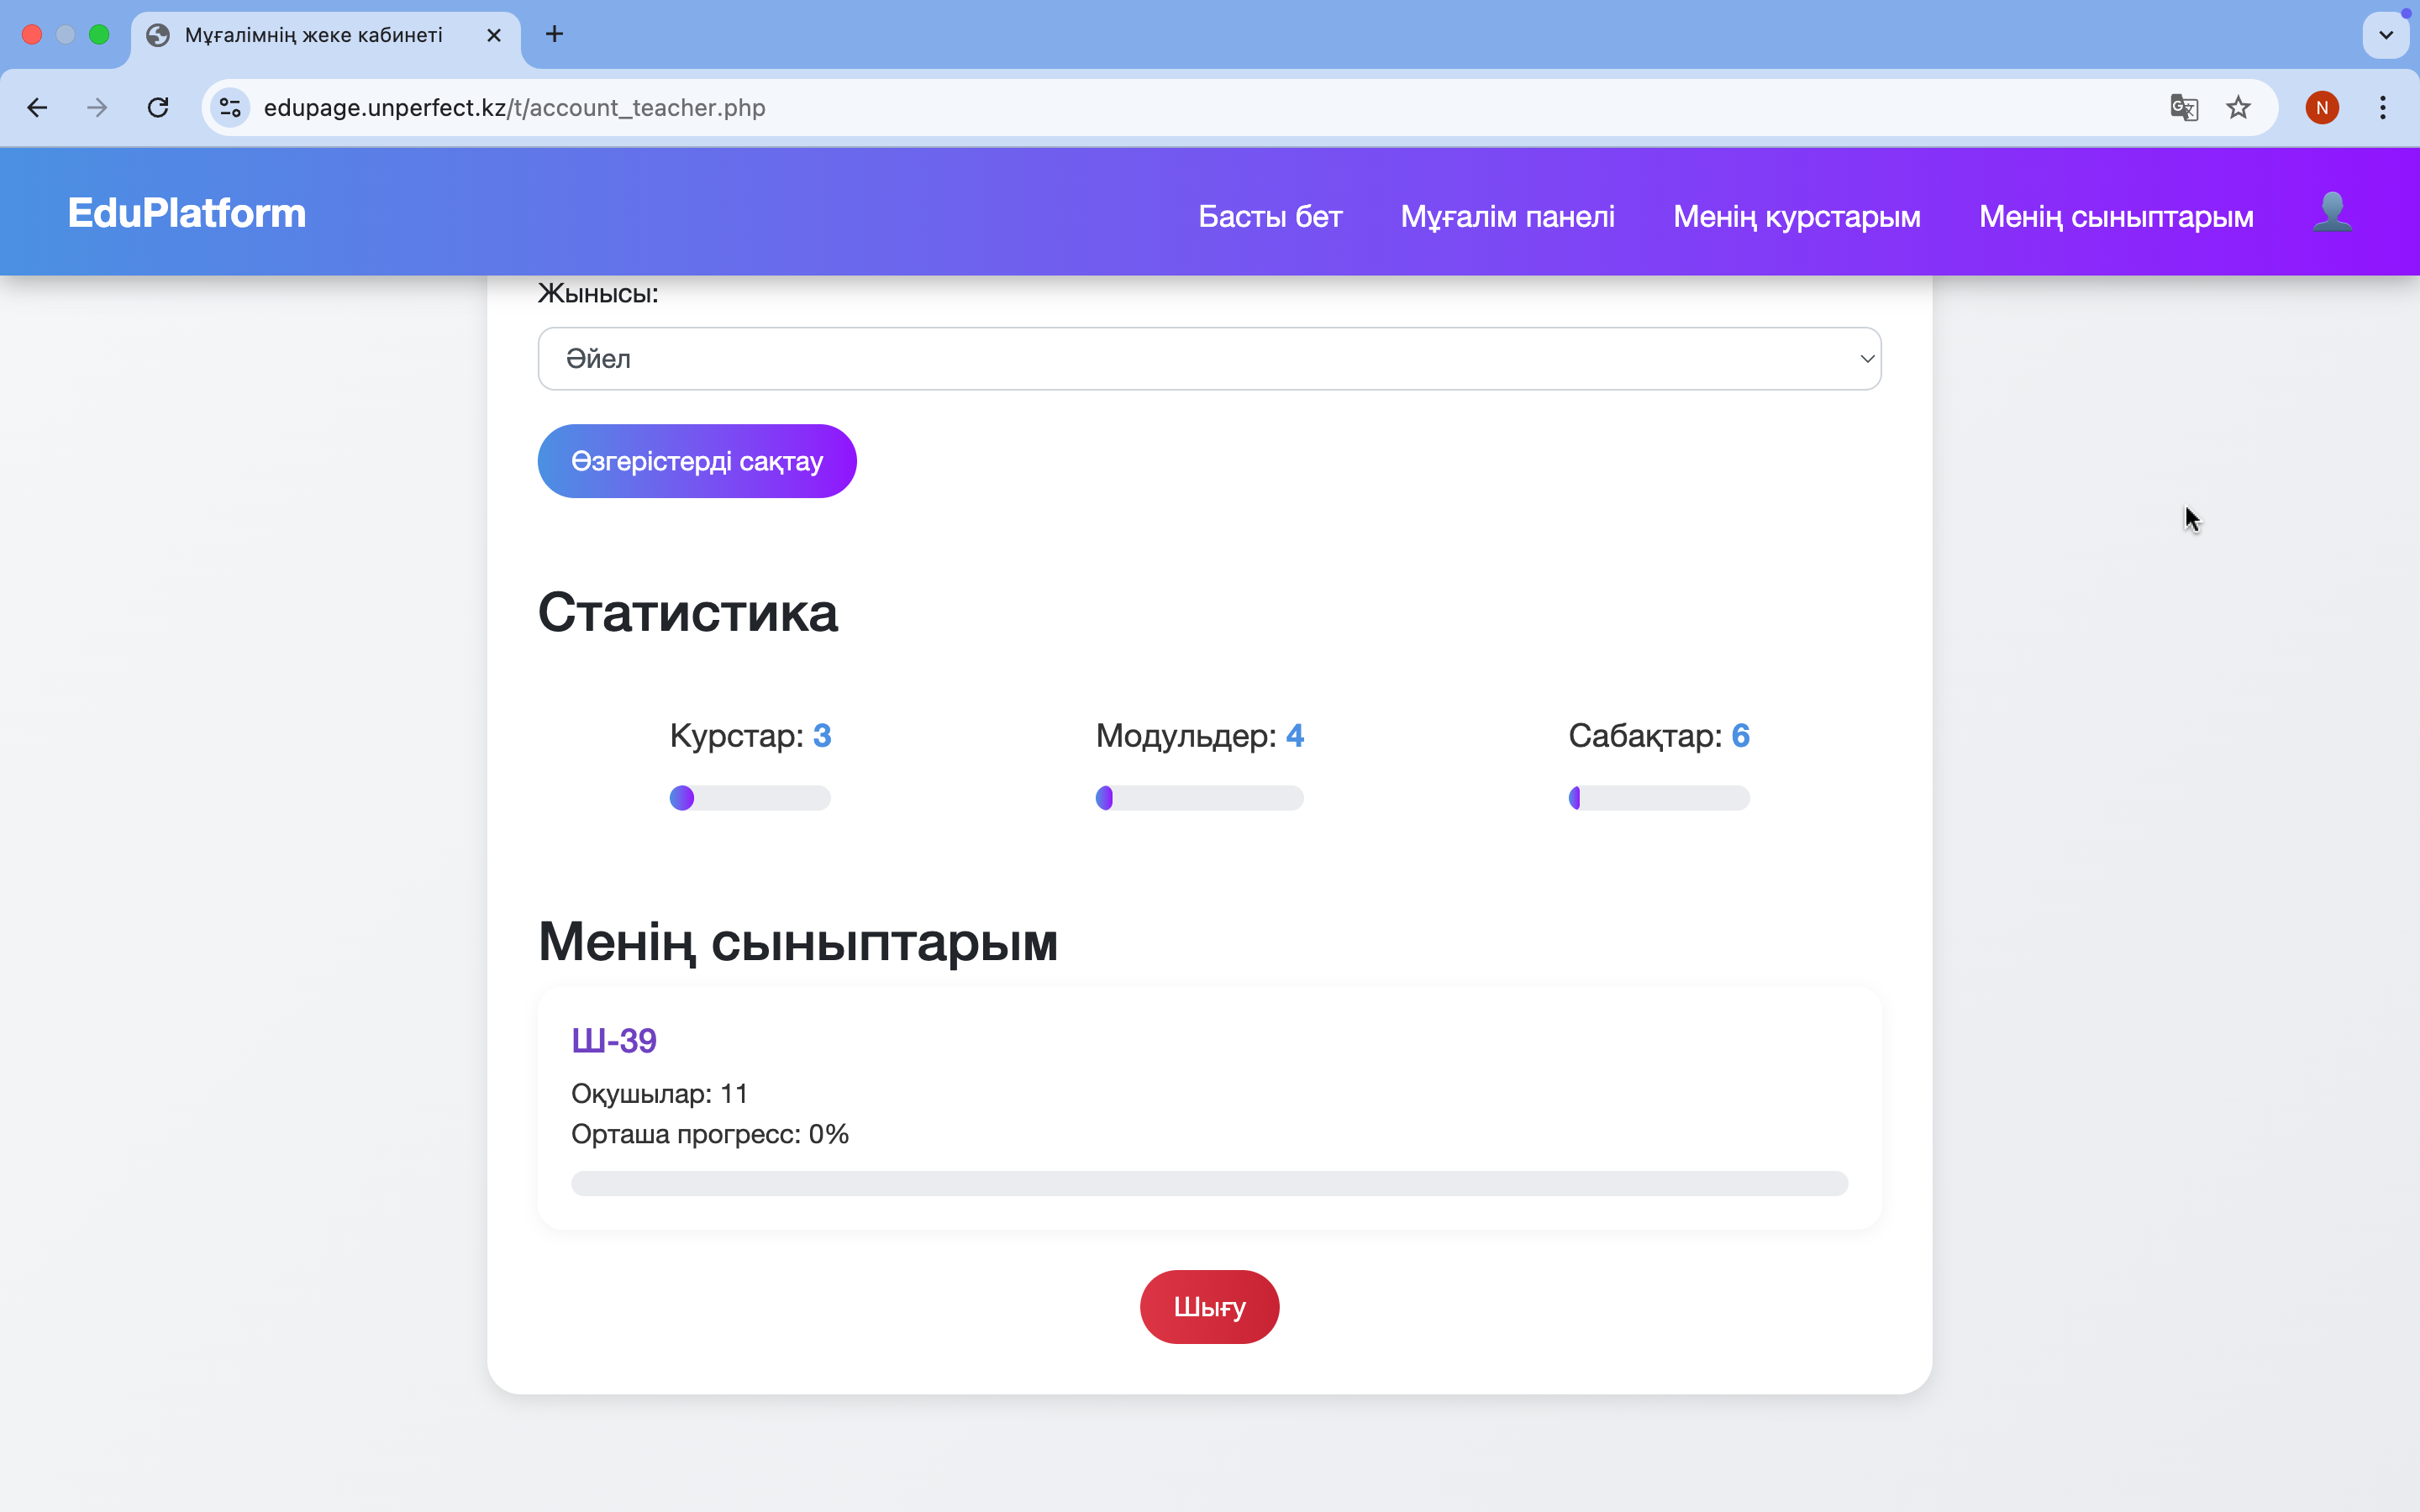 Мұғалімнің жеке кабинеті
edupage.unperfect.kz/t/account_teacher.php
N
EduPlatform
Басты бет
Мұғалім панелі
Менің курстарым
Менің сыныптарым
Жынысы:
Әйел
Өзгерістерді сақтау
Статистика
Курстар: 3
Модульдер: 4
Сабақтар: 6
Менің сыныптарым
Ш-39
Оқушылар: 11
Орташа прогресс: 0%
Шығу